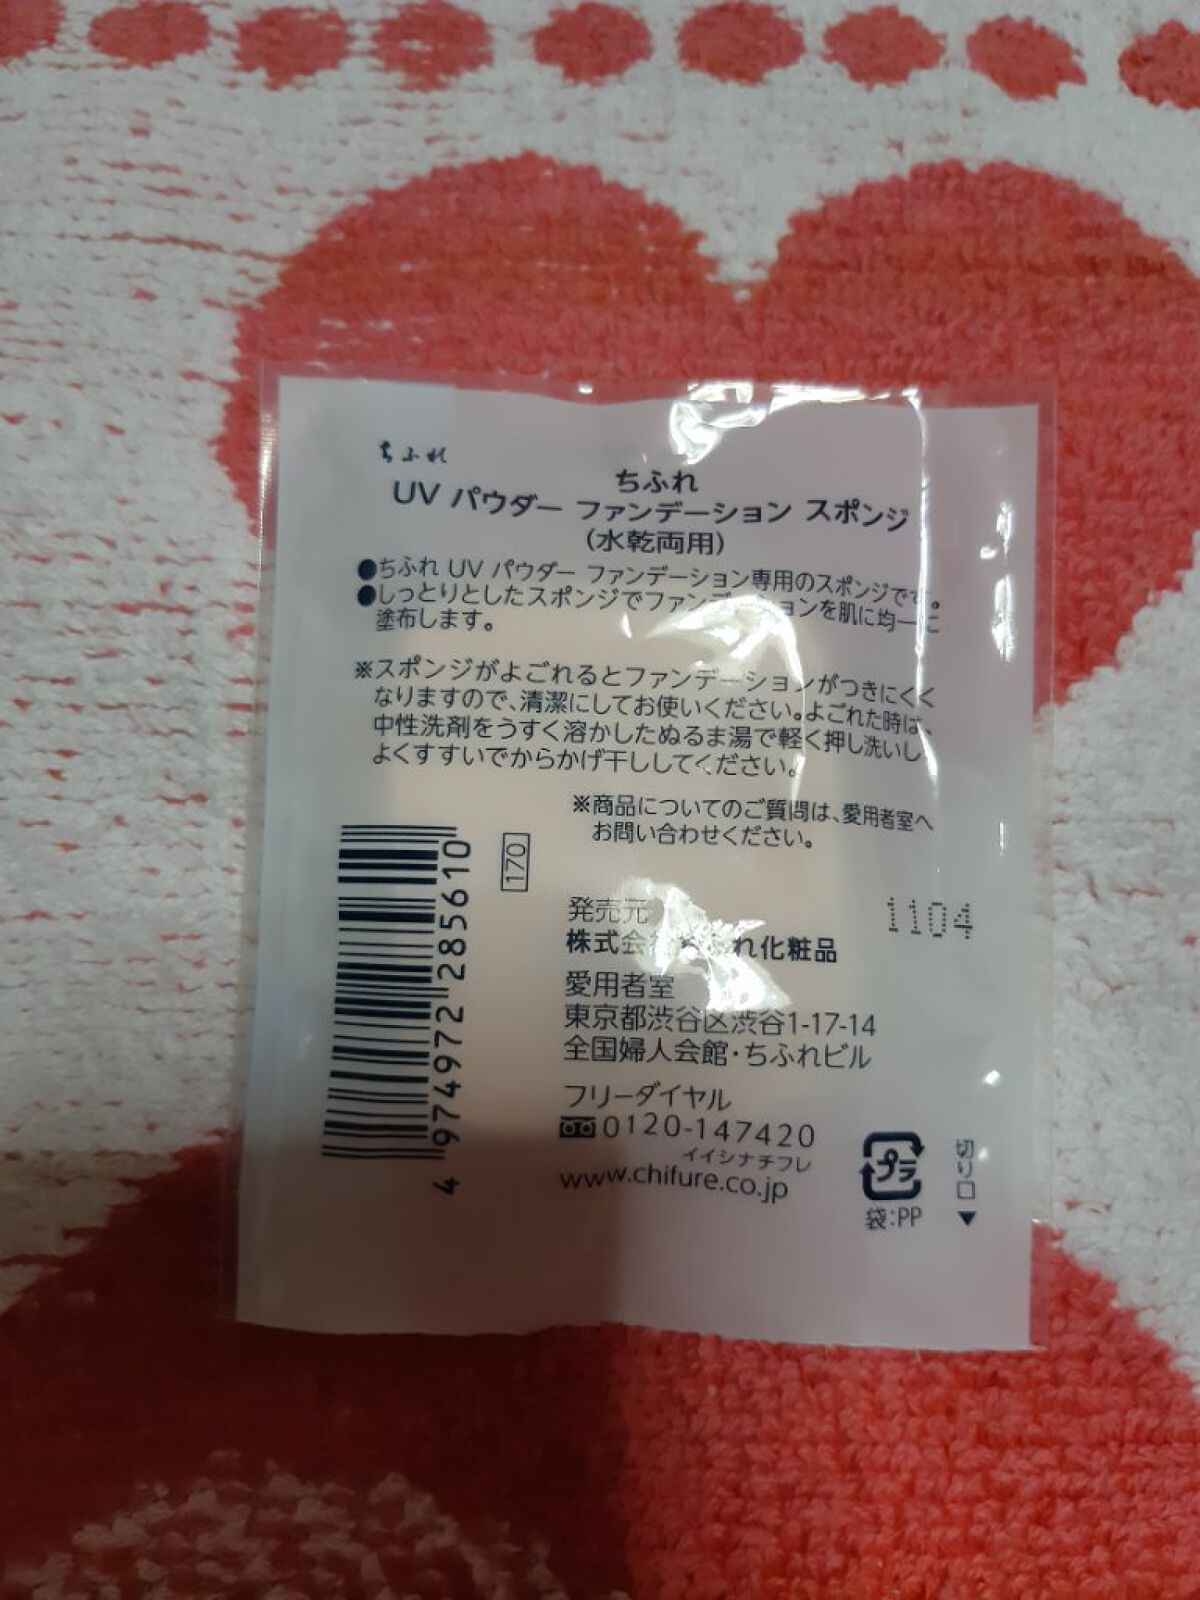 ちふれ
ちふれ
UV パウダー ファンデーション スポンジ
(水乾両用)
●ちふれ UV パウダー ファンデーション専用のスポンジです。
●しっとりとしたスポンジでファンデーションを肌に均一に
塗布します。
※スポンジがよごれるとファンデーションがつきにくく
なりますので、清潔にしてお使いください。よごれた時は、
中性洗剤をうすく溶かしたぬるま湯で軽く押し洗いし、
よくすすいでからかげ干ししてください。
※商品についてのご質問は、愛用者室へ
お問い合わせください。
4 974972 285610
170
発売元
株式会社ちふれ化粧品
1104
愛用者室
東京都渋谷区渋谷1-17-14
全国婦人会館・ちふれビル
フリーダイヤル
0120-147420
イイシナチフレ
www.chifure.co.jp
プラ
袋:PP
切り口▼